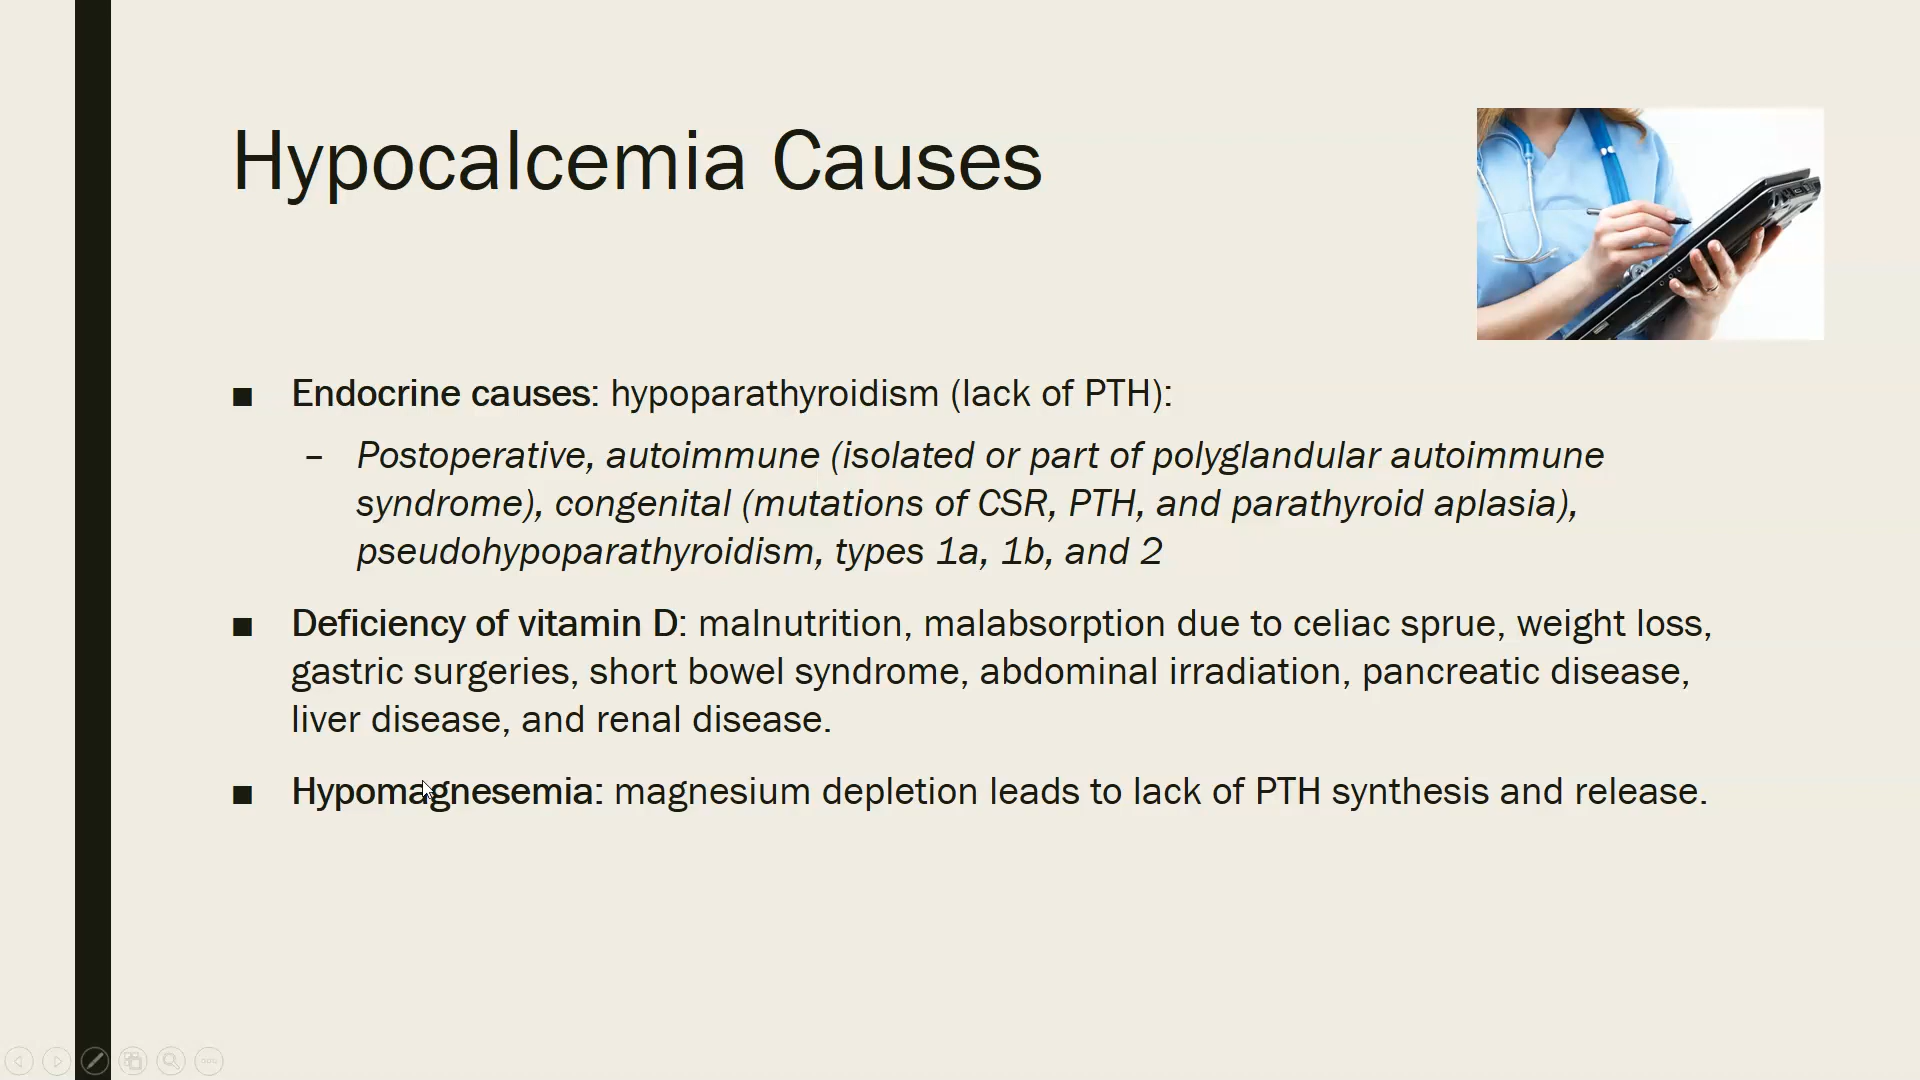 Hypocalcemia Causes
■ Endocrine causes: hypoparathyroidism (lack of PTH):
– Postoperative, autoimmune (isolated or part of polyglandular autoimmune
syndrome), congenital (mutations of CSR, PTH, and parathyroid aplasia),
pseudohypoparathyroidism, types 1a, 1b, and 2
■ Deficiency of vitamin D: malnutrition, malabsorption due to celiac sprue, weight loss,
gastric surgeries, short bowel syndrome, abdominal irradiation, pancreatic disease,
liver disease, and renal disease.
■ Hypomagnesemia: magnesium depletion leads to lack of PTH synthesis and release.